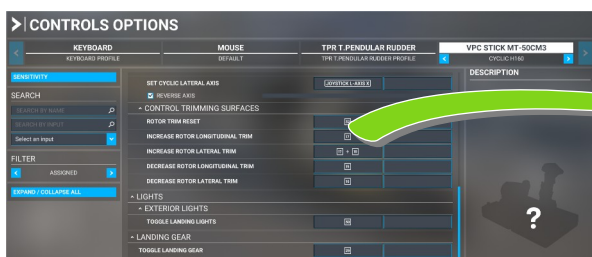 CONTROLS OPTIONS
KEYBOARD
KEYBOARD PROFILE
MOUSE
DEFAULT
TPR T.PENDULAR RUDDER
TPR T.PENDULAR RUDDER PROFILE
VPC STICK MT-50CM3
CYCLIC H160
SENSITIVITY
SEARCH
SEARCH BY NAME
SEARCH BY INPUT
Select an input
FILTER
ASSIGNED
EXPAND / COLLAPSE ALL
SET CYCLIC LATERAL AXIS JOYSTICK L-AXIS X
REVERSE AXIS
CONTROL TRIMMING SURFACES
ROTOR TRIM RESET
INCREASE ROTOR LONGITUDINAL TRIM
INCREASE ROTOR LATERAL TRIM
DECREASE ROTOR LONGITUDINAL TRIM
DECREASE ROTOR LATERAL TRIM
LIGHTS
EXTERIOR LIGHTS
TOGGLE LANDING LIGHTS
LANDING GEAR
TOGGLE LANDING GEAR
DESCRIPTION
?